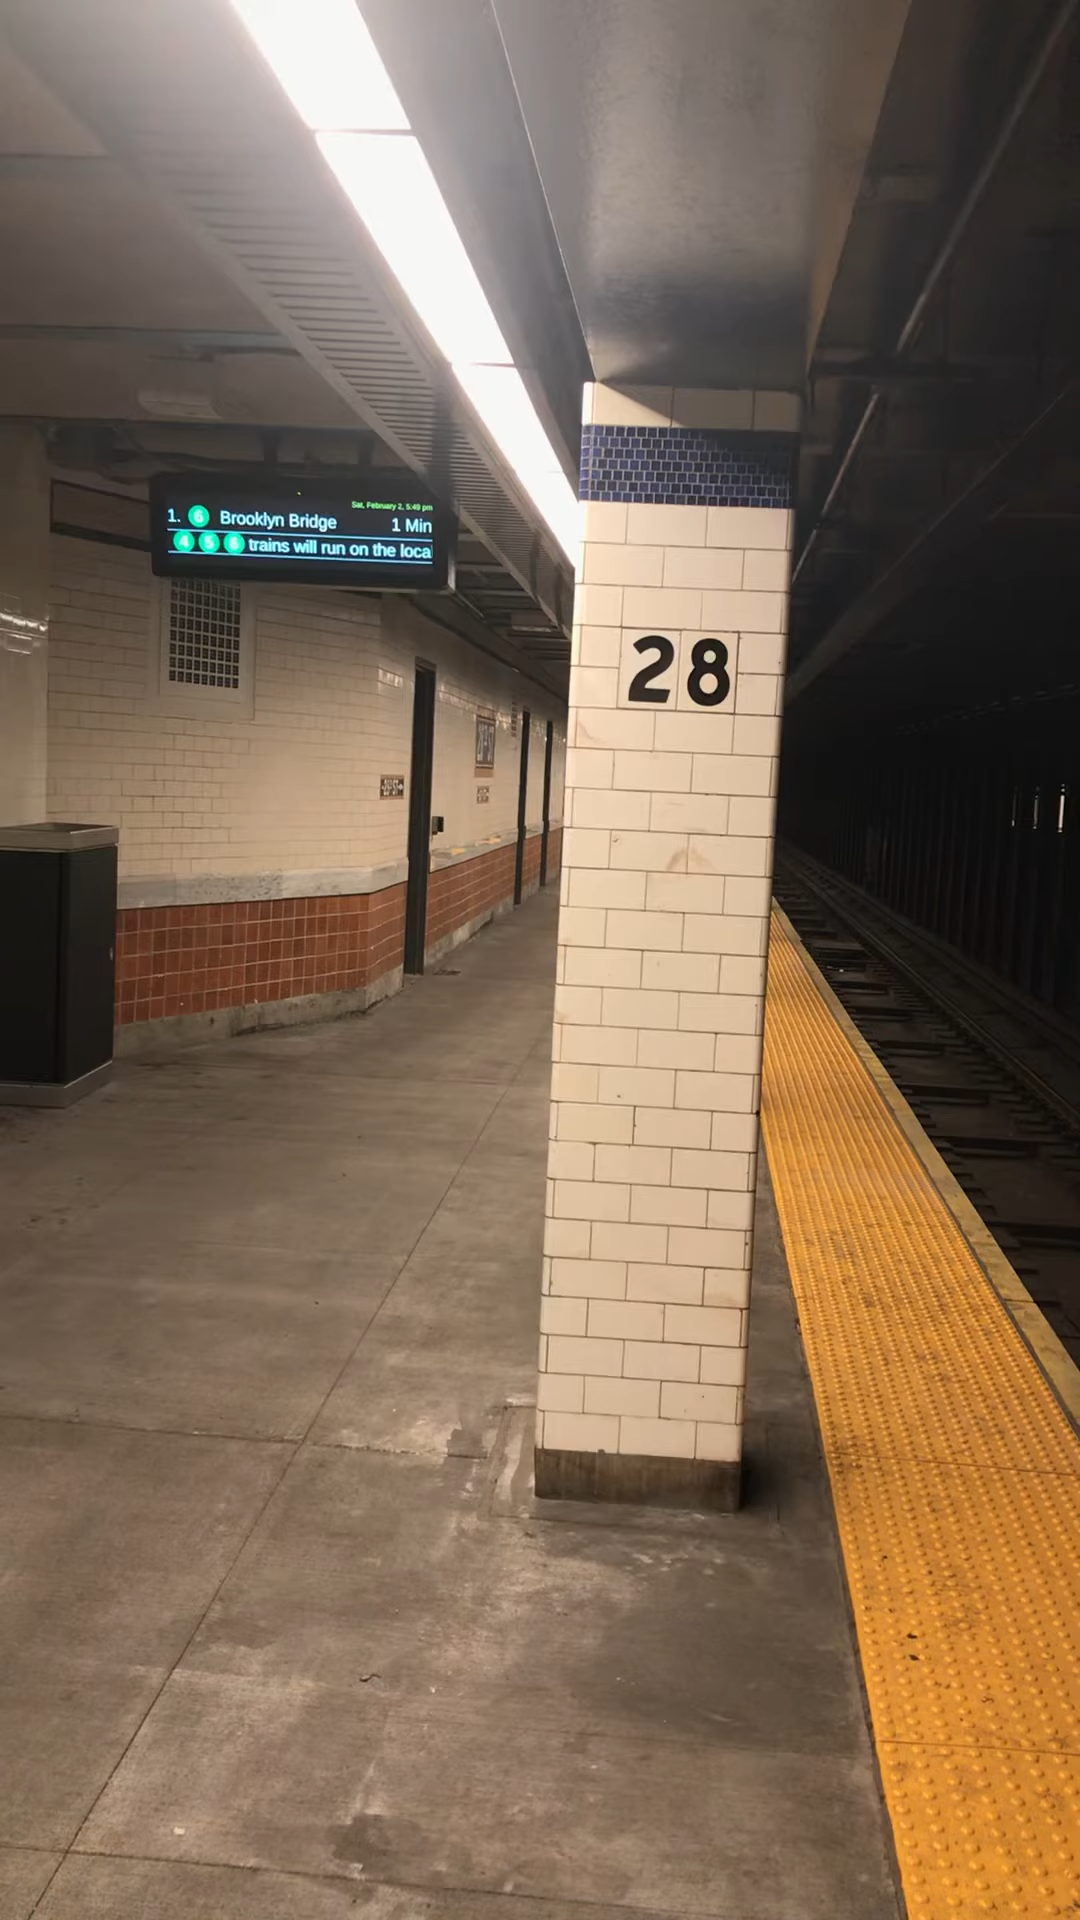 Sat, February 2, 5:49 pm
1. 6 Brooklyn Bridge 1 Min
4 5 6 trains will run on the loca
28